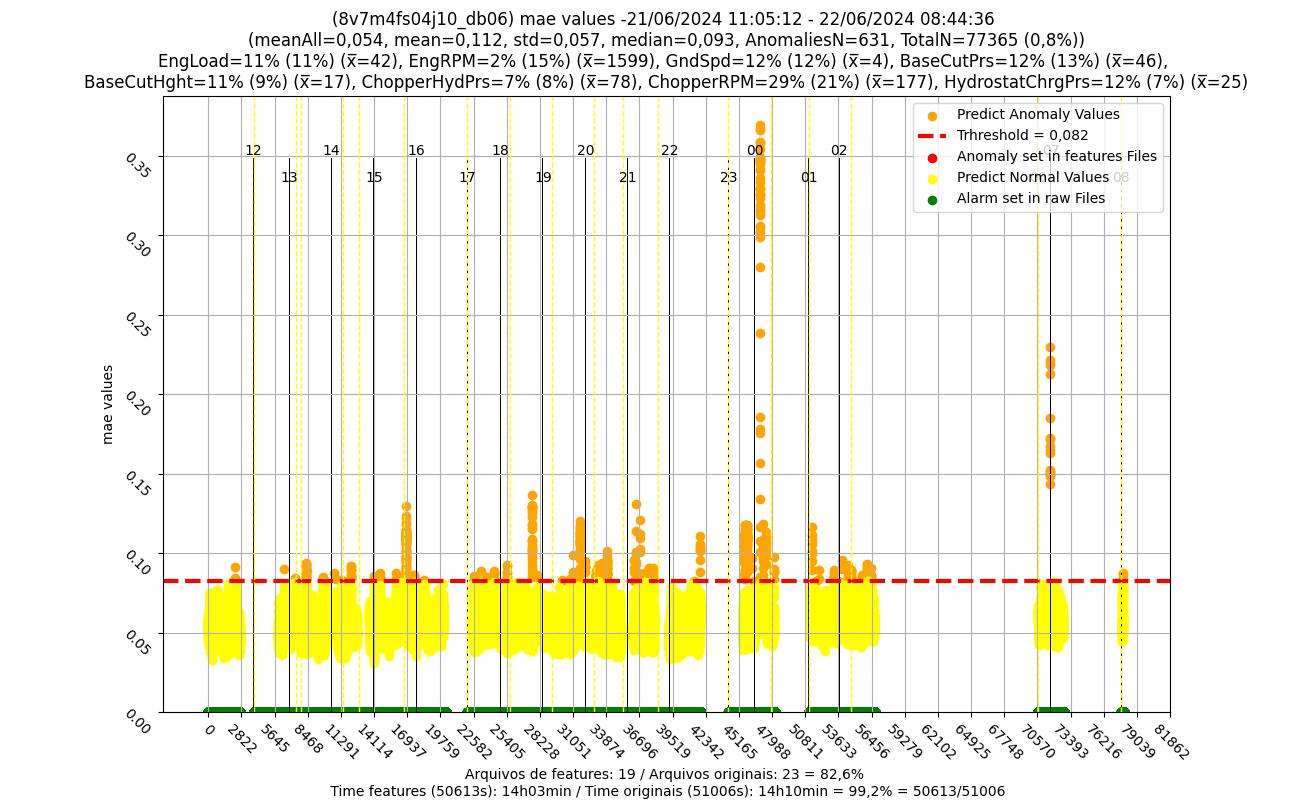 (8v7m4fs04j10_db06) mae values -21/06/2024 11:05:12 - 22/06/2024 08:44:36
(meanAll=0,054, mean=0,112, std=0,057, median=0,093, AnomaliesN=631, TotalN=77365 (0,8%))
EngLoad=11% (11%) (x̅=42), EngRPM=2% (15%) (x̅=1599), GndSpd=12% (12%) (x̅=4), BaseCutPrs=12% (13%) (x̅=46),
BaseCutHght=11% (9%) (x̅=17), ChopperHydPrs=7% (8%) (x̅=78), ChopperRPM=29% (21%) (x̅=177), HydrostatChrgPrs=12% (7%) (x̅=25)
Predict Anomaly Values
Trhreshold = 0,082
Anomaly set in features Files
Predict Normal Values
Alarm set in raw Files
12 14 16 18 20 22 00 02 07
13 15 17 19 21 23 01 08
mae values
0.35
0.30
0.25
0.20
0.15
0.10
0.05
0.00
0 2822 5645 8468 11291 14114 16937 19759 22582 25405 28228 31051 33874 36696 39519 42342 45165 47988 50811 53633 56456 59279 62102 64925 67748 70570 73393 76216 79039 81862
Arquivos de features: 19 / Arquivos originais: 23 = 82,6%
Time features (50613s): 14h03min / Time originais (51006s): 14h10min = 99,2% = 50613/51006